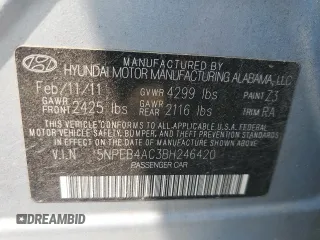 MANUFACTURED BY
HYUNDAI MOTOR MANUFACTURING ALABAMA, LLC
Feb/11/11 GVWR 4299 lbs PAINT Z3
GAWR FRONT 2425 lbs GAWR REAR 2116 lbs TRIM RA
THIS VEHICLE CONFORMS TO ALL APPLICABLE
U.S. FEDERAL MOTOR VEHICLE SAFETY, BUMPER,
AND THEFT PREVENTION STANDARDS IN EFFECT
ON THE DATE OF MANUFACTURE SHOWN ABOVE.
V.I.N 5NPEB4AC3BH246420
PASSENGER CAR